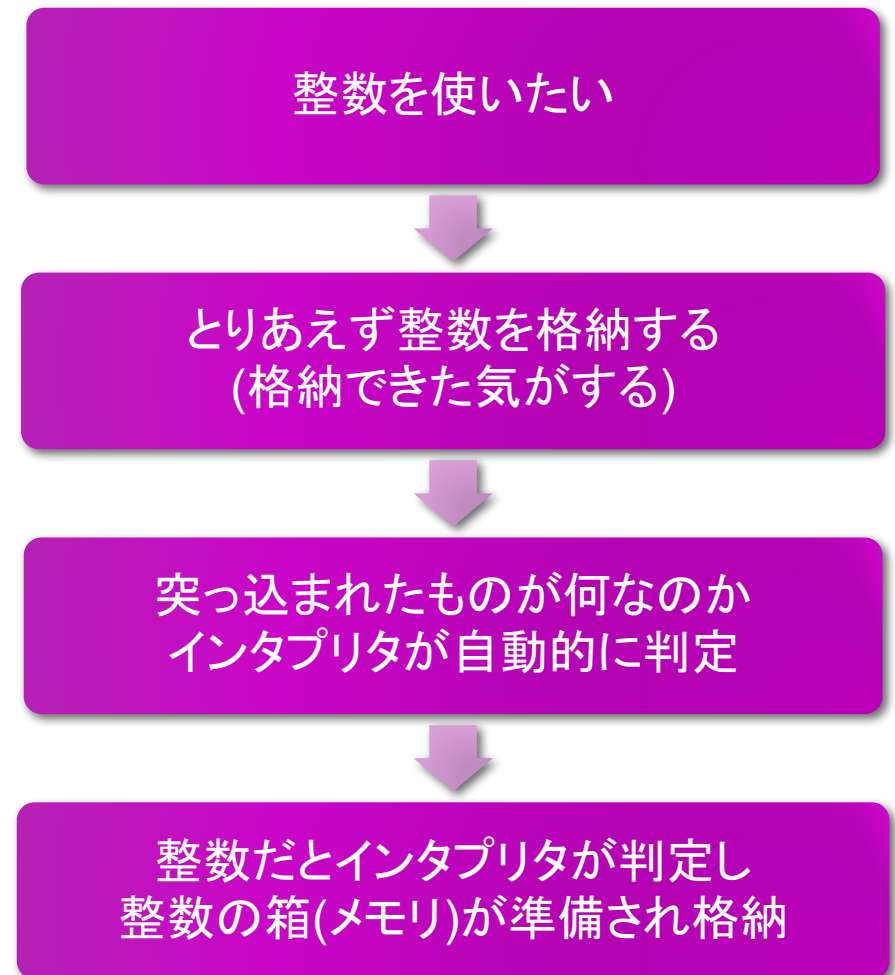 整数を使いたい
とりあえず整数を格納する
(格納できた気がする)
突っ込まれたものが何なのか
インタプリタが自動的に判定
整数だとインタプリタが判定し
整数の箱(メモリ)が準備され格納